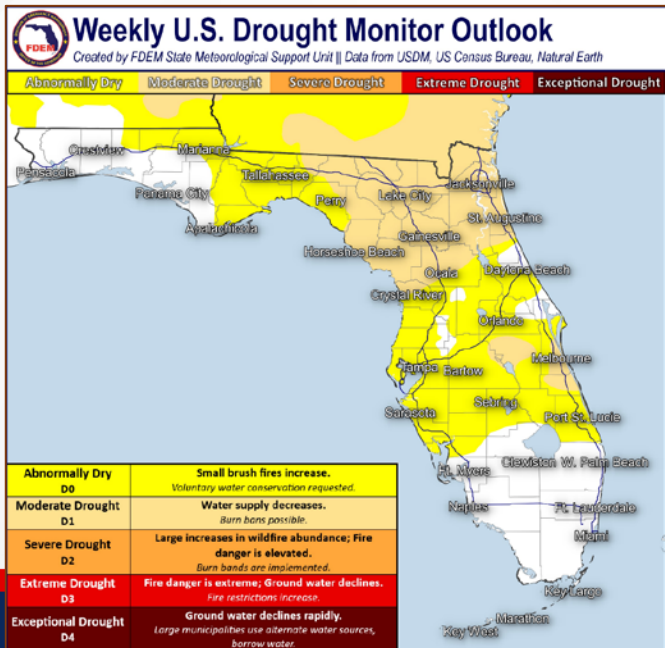 FDEM
Weekly U.S. Drought Monitor Outlook
Created by FDEM State Meteorological Support Unit || Data from USDM, US Census Bureau, Natural Earth
Abnormally Dry Moderate Drought Severe Drought Extreme Drought Exceptional Drought
Crestview
Marianna
Pensacola
Tallahassee
Panama City
Perry
Lake City
Jacksonville
Apalachicola
St. Augustine
Gainesville
Horseshoe Beach
Ocala
Daytona Beach
Crystal River
Orlando
Melbourne
Tampa
Bartow
Sebring
Sarasota
Port St. Lucie
Ft. Myers
Clewiston
W. Palm Beach
Naples
Ft. Lauderdale
Miami
Key Largo
Marathon
Key West
Abnormally Dry
D0
Small brush fires increase.
Voluntary water conservation requested.
Moderate Drought
D1
Water supply decreases.
Burn bans possible.
Severe Drought
D2
Large increases in wildfire abundance; Fire
danger is elevated.
Burn bands are implemented.
Extreme Drought
D3
Fire danger is extreme; Ground water declines.
Fire restrictions increase.
Exceptional Drought
D4
Ground water declines rapidly.
Large municipalities use alternate water sources,
borrow water.